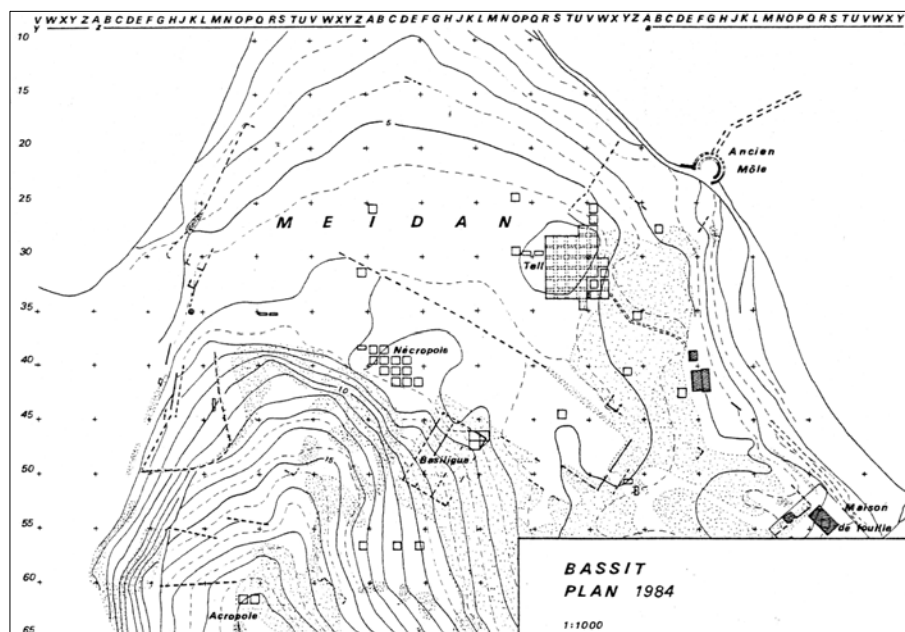 V W X Y Z A B C D E F G H J K L M N O P Q R S T U V W X Y Z A B C D E F G H J K L M N O P Q R S T U V W X Y Z A B C D E F G H J K L M N O P Q R S T U V W X Y
10
15
20
5
Ancien
Môle
25
MEIDAN
30
Tell
35
Nécropole
40
10
45
Basilique
50
15
55
Maison
de fouille
60
BASSIT
PLAN 1984
Acropole
1:1000
65